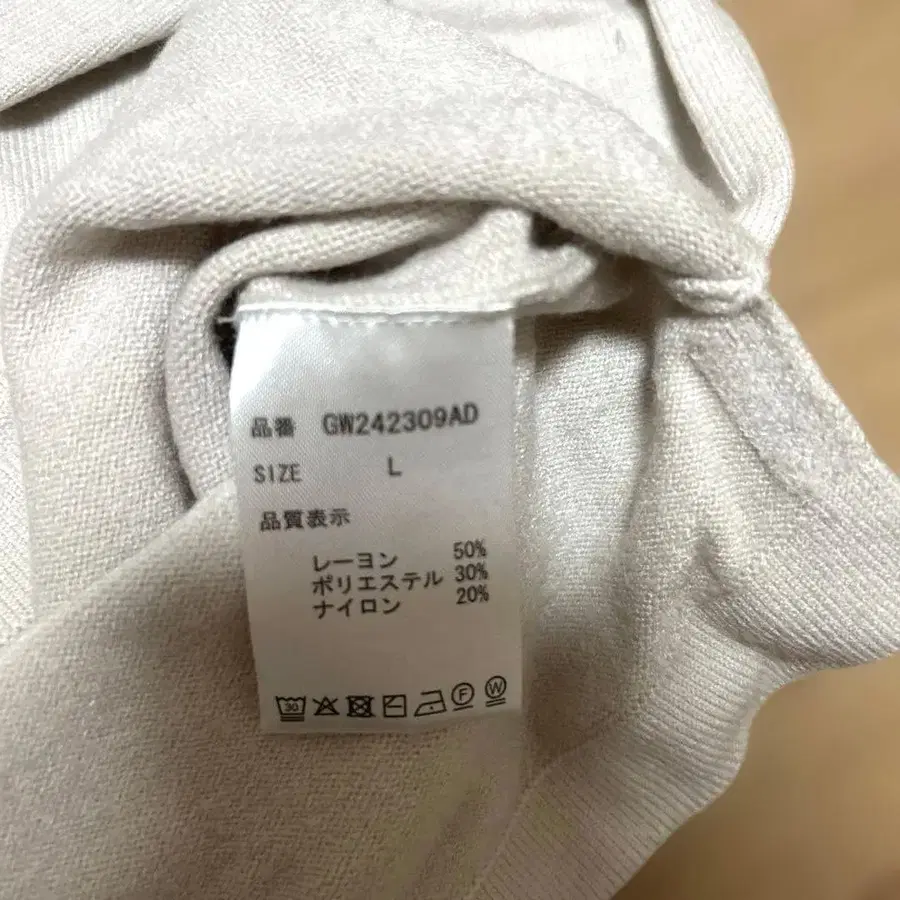 品番 GW242309AD
SIZE L
品質表示
レーヨン 50%
ポリエステル 30%
ナイロン 20%
30 F W